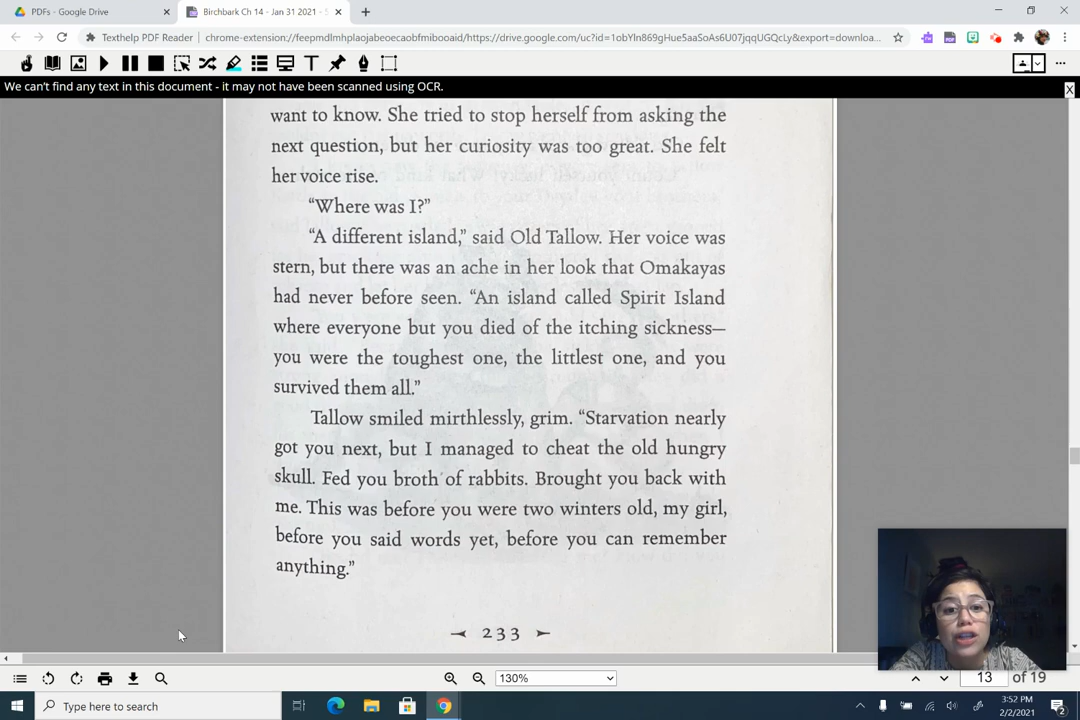 PDFs - Google Drive
Birchbark Ch 14 - Jan 31 2021 - 5
Texthelp PDF Reader | chrome-extension://feepmdlmhplaojabeoecaobfmibooaid/https://drive.google.com/uc?id=1obYln869gHue5aaSoAs6U07jqqUGQcLy&export=downloa...
We can't find any text in this document - it may not have been scanned using OCR.
X
want to know. She tried to stop herself from asking the
next question, but her curiosity was too great. She felt
her voice rise.
“Where was I?”
“A different island,” said Old Tallow. Her voice was
stern, but there was an ache in her look that Omakayas
had never before seen. “An island called Spirit Island
where everyone but you died of the itching sickness—
you were the toughest one, the littlest one, and you
survived them all.”
Tallow smiled mirthlessly, grim. “Starvation nearly
got you next, but I managed to cheat the old hungry
skull. Fed you broth of rabbits. Brought you back with
me. This was before you were two winters old, my girl,
before you said words yet, before you can remember
anything.”
233
130%
13 of 19
Type here to search
3:52 PM
2/2/2021
2